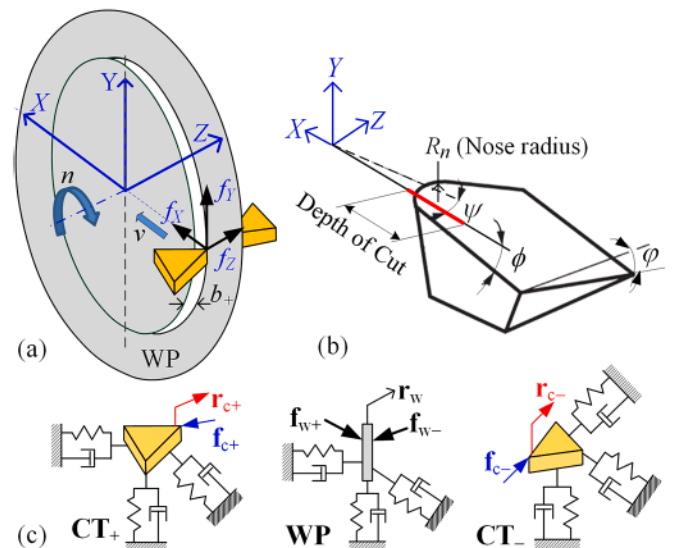 Y
X
Z
n
f_Y
f_X
v
f_Z
b_+
WP
(a)
Y
X
Z
R_n (Nose radius)
Depth of Cut
ψ
ϕ
φ
(b)
r_c+
f_c+
CT_+
r_w
f_w+
f_w−
WP
r_c−
f_c−
CT_−
(c)